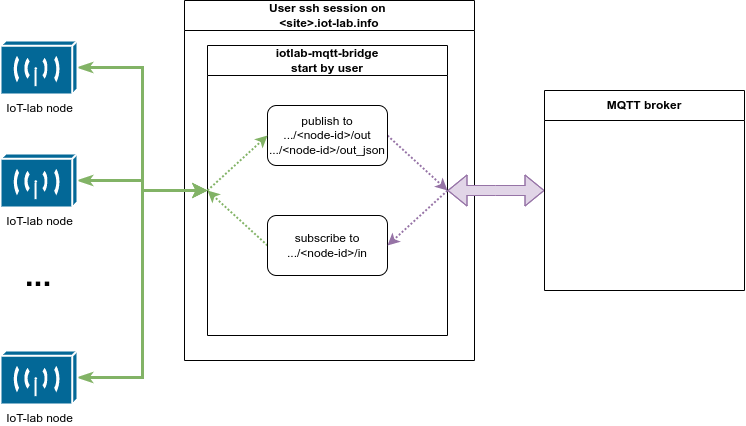 User ssh session on
<site>.iot-lab.info
iotlab-mqtt-bridge
start by user
IoT-lab node
publish to
.../<node-id>/out
.../<node-id>/out_json
MQTT broker
IoT-lab node
subscribe to
.../<node-id>/in
...
IoT-lab node